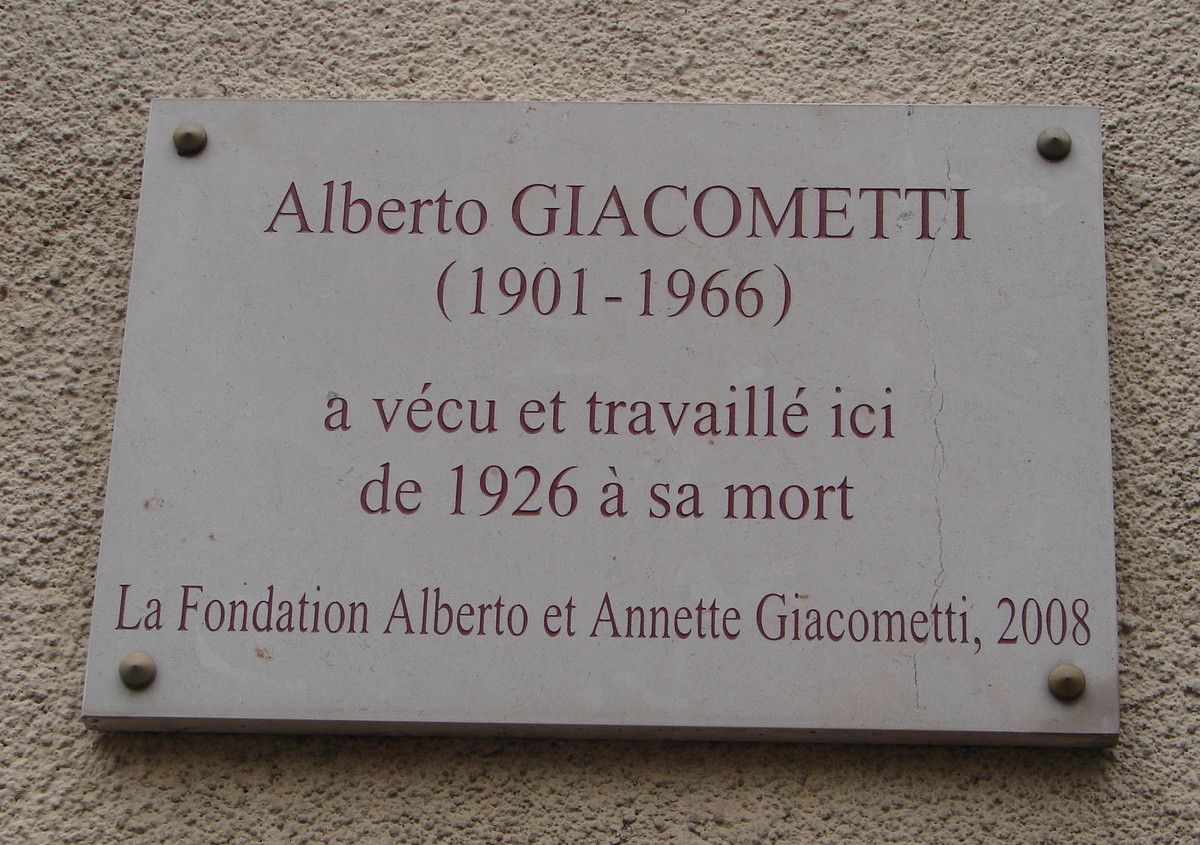 Alberto GIACOMETTI
(1901-1966)
a vécu et travaillé ici
de 1926 à sa mort
La Fondation Alberto et Annette Giacometti, 2008